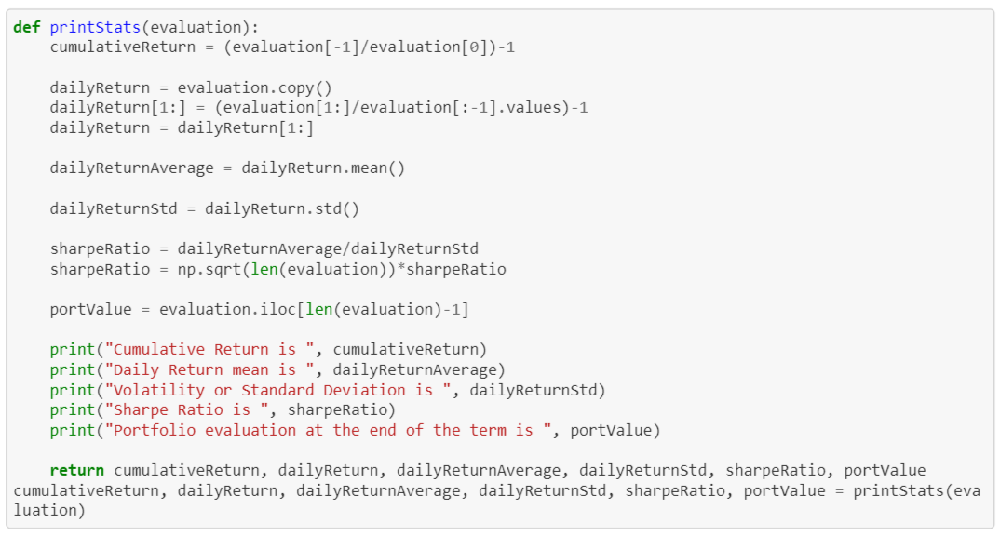 def printStats(evaluation):
    cumulativeReturn = (evaluation[-1]/evaluation[0])-1

    dailyReturn = evaluation.copy()
    dailyReturn[1:] = (evaluation[1:]/evaluation[:-1].values)-1
    dailyReturn = dailyReturn[1:]

    dailyReturnAverage = dailyReturn.mean()

    dailyReturnStd = dailyReturn.std()

    sharpeRatio = dailyReturnAverage/dailyReturnStd
    sharpeRatio = np.sqrt(len(evaluation))*sharpeRatio

    portValue = evaluation.iloc[len(evaluation)-1]

    print("Cumulative Return is ", cumulativeReturn)
    print("Daily Return mean is ", dailyReturnAverage)
    print("Volatility or Standard Deviation is ", dailyReturnStd)
    print("Sharpe Ratio is ", sharpeRatio)
    print("Portfolio evaluation at the end of the term is ", portValue)

    return cumulativeReturn, dailyReturn, dailyReturnAverage, dailyReturnStd, sharpeRatio, portValue
cumulativeReturn, dailyReturn, dailyReturnAverage, dailyReturnStd, sharpeRatio, portValue = printStats(eva
luation)